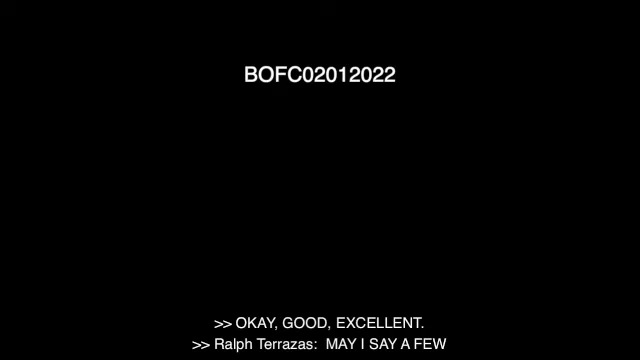 BOFC02012022
>> OKAY, GOOD, EXCELLENT.
>> Ralph Terrazas:  MAY I SAY A FEW